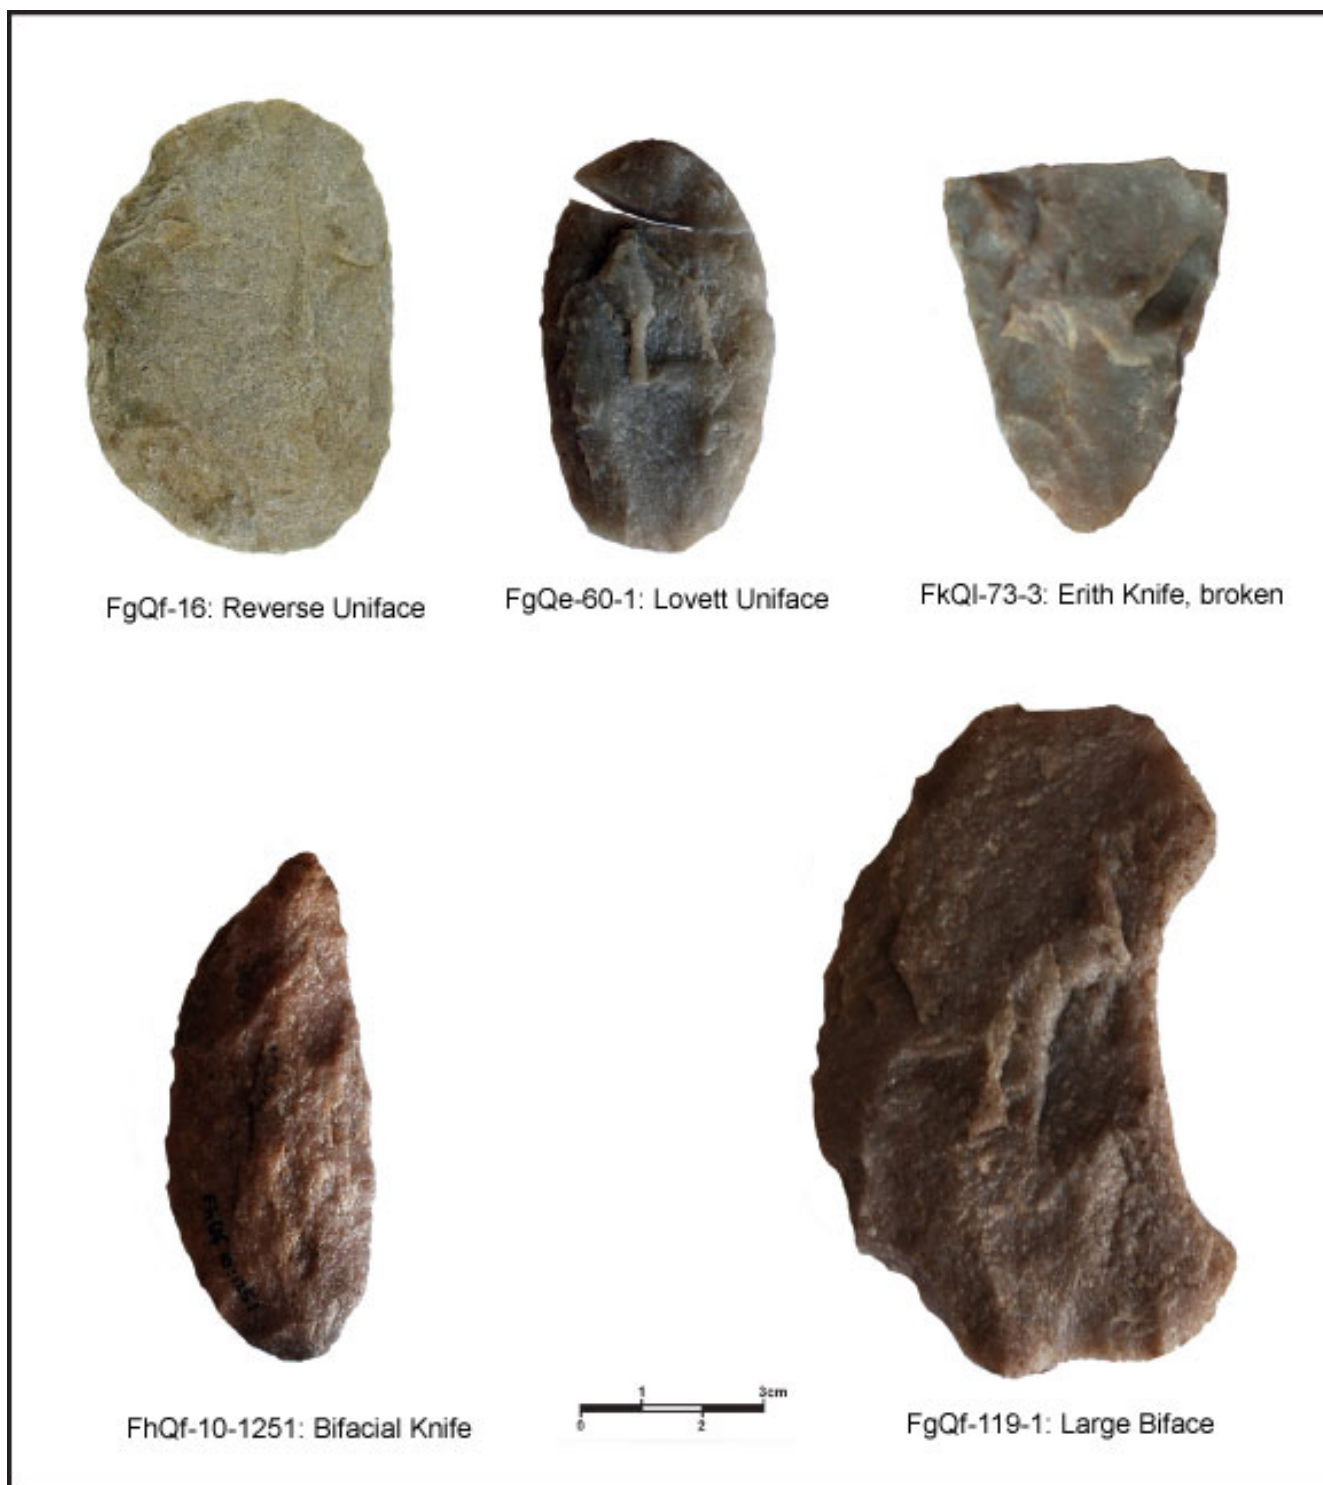 FgQf-16: Reverse Uniface
FgQe-60-1: Lovett Uniface
FkQl-73-3: Erith Knife, broken
FhQf-10-1251: Bifacial Knife
1 3cm
0 2
FgQf-119-1: Large Biface